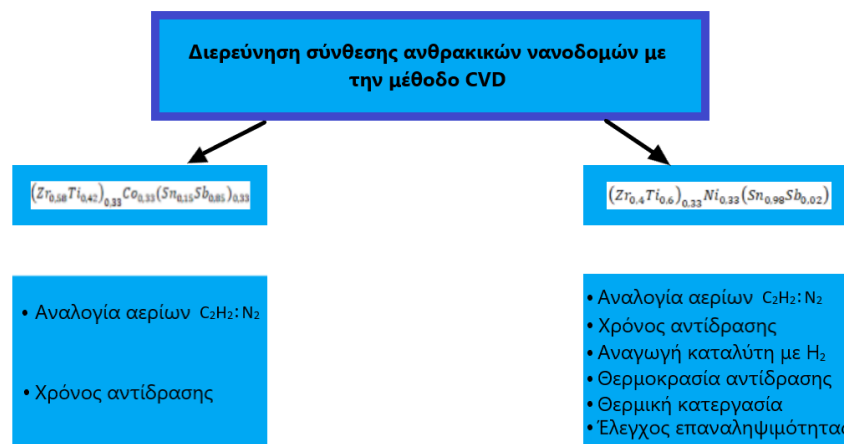 Διερεύνηση σύνθεσης ανθρακικών νανοδομών με
την μέθοδο CVD
(Zr₀,₅₈Ti₀,₄₂)₀,₃₃Co₀,₃₃(Sn₀,₁₅Sb₀,₈₅)₀,₃₃
(Zr₀.₄Ti₀.₆)₀.₃₃Ni₀.₃₃(Sn₀.₉₈Sb₀.₀₂)
• Αναλογία αερίων C₂H₂:N₂
• Χρόνος αντίδρασης
• Αναλογία αερίων C₂H₂:N₂
• Χρόνος αντίδρασης
• Αναγωγή καταλύτη με H₂
• Θερμοκρασία αντίδρασης
• Θερμική κατεργασία
• Έλεγχος επαναληψιμότητας